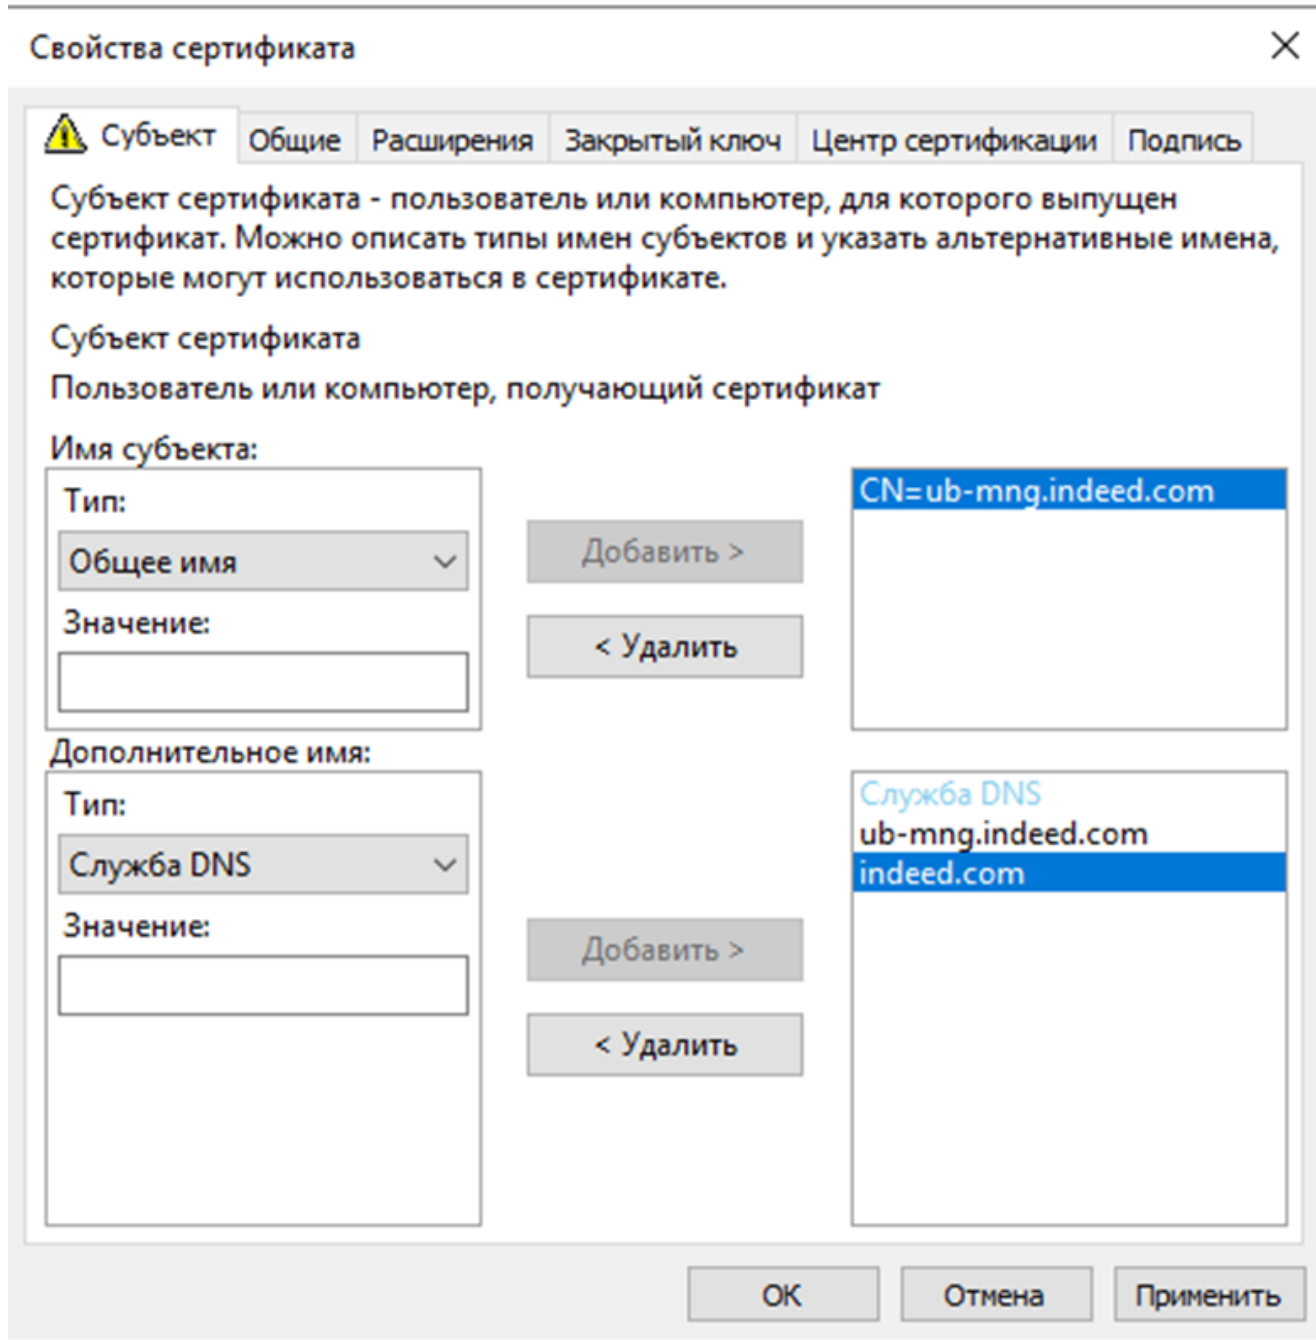 Свойства сертификата
Субъект
Общие
Расширения
Закрытый ключ
Центр сертификации
Подпись
Субъект сертификата - пользователь или компьютер, для которого выпущен
сертификат. Можно описать типы имен субъектов и указать альтернативные имена,
которые могут использоваться в сертификате.
Субъект сертификата
Пользователь или компьютер, получающий сертификат
Имя субъекта:
Тип:
Общее имя
Значение:
Добавить >
< Удалить
CN=ub-mng.indeed.com
Дополнительное имя:
Тип:
Служба DNS
Значение:
Добавить >
< Удалить
Служба DNS
ub-mng.indeed.com
indeed.com
ОК
Отмена
Применить